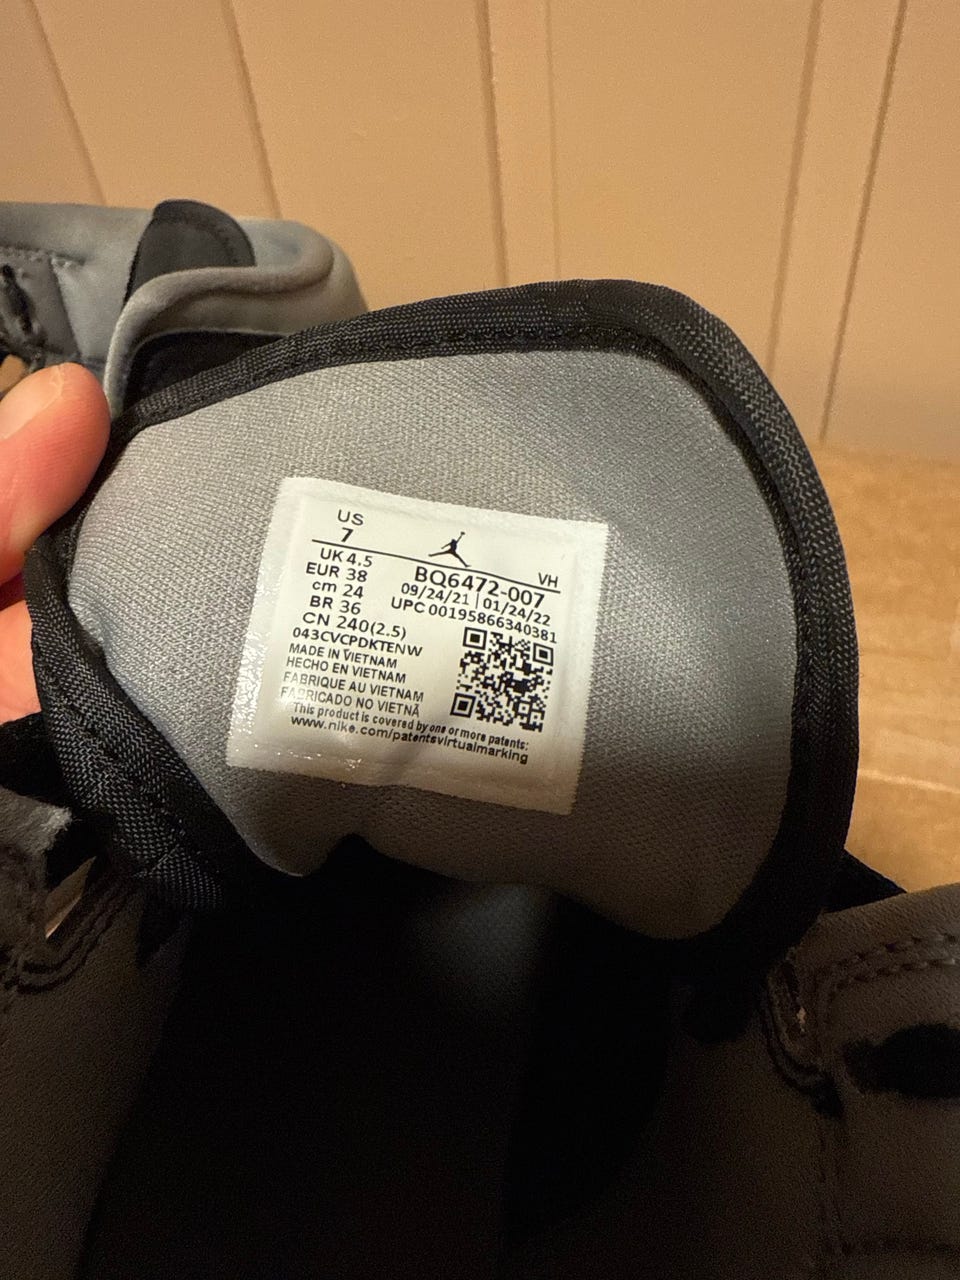 US
7
UK 4.5
EUR 38
cm 24
BR 36
CN 240(2.5)
VH
BQ6472-007
09/24/21 | 01/24/22
UPC 00195866340381
043CVCPDKTENW
MADE IN VIETNAM
HECHO EN VIETNAM
FABRIQUE AU VIETNAM
FABRICADO NO VIETNÃ
This product is covered by one or more patents:
www.nike.com/patentsvirtualmarking